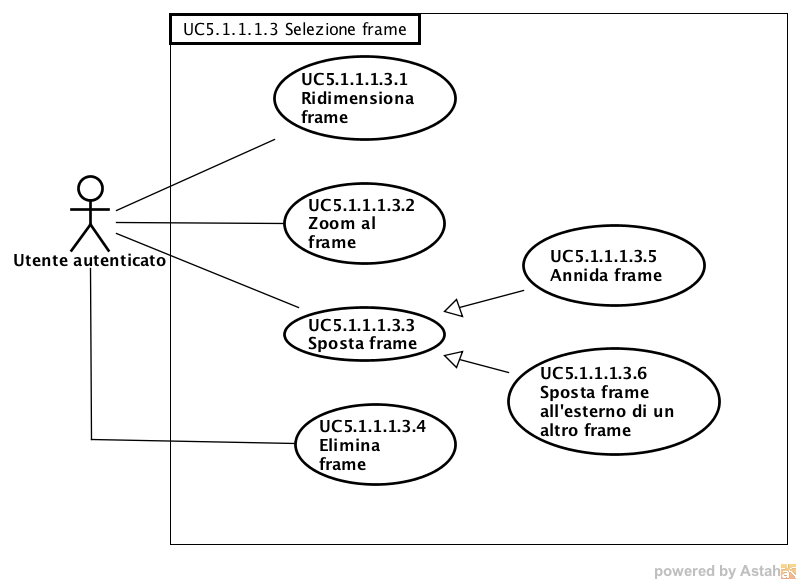 UC5.1.1.1.3 Selezione frame
UC5.1.1.1.3.1
Ridimensiona
frame
UC5.1.1.1.3.2
Zoom al
frame
Utente autenticato
UC5.1.1.1.3.5
Annida frame
UC5.1.1.1.3.3
Sposta frame
UC5.1.1.1.3.6
Sposta frame
all'esterno di un
altro frame
UC5.1.1.1.3.4
Elimina
frame
powered by Astah